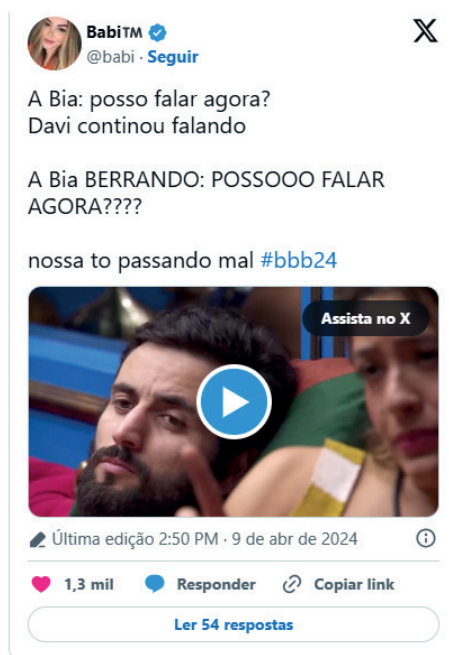 Babi™
@babi · Seguir
A Bia: posso falar agora?
Davi continou falando
A Bia BERRANDO: POSSOOO FALAR
AGORA????
nossa to passando mal #bbb24
Assista no X
Última edição 2:50 PM · 9 de abr de 2024
1,3 mil Responder Copiar link
Ler 54 respostas